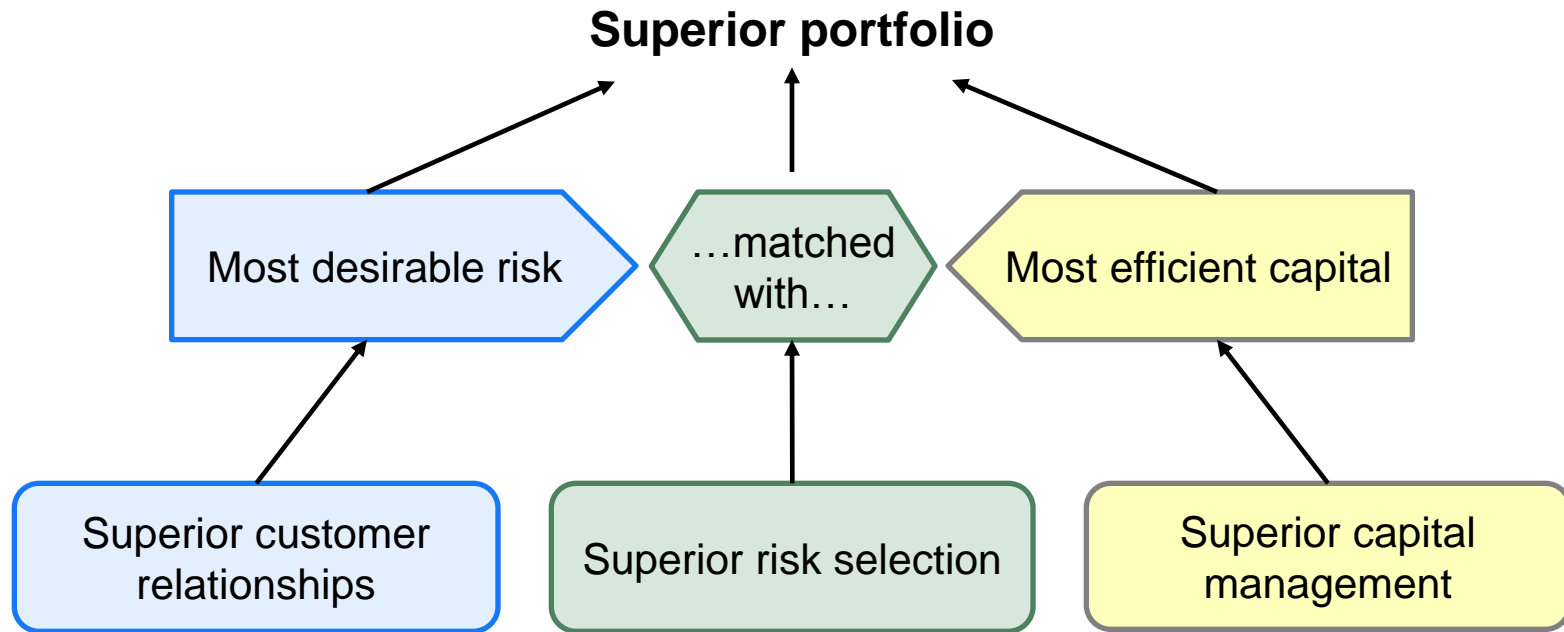 Superior portfolio
Most desirable risk
…matched
with…
Most efficient capital
Superior customer
relationships
Superior risk selection
Superior capital
management